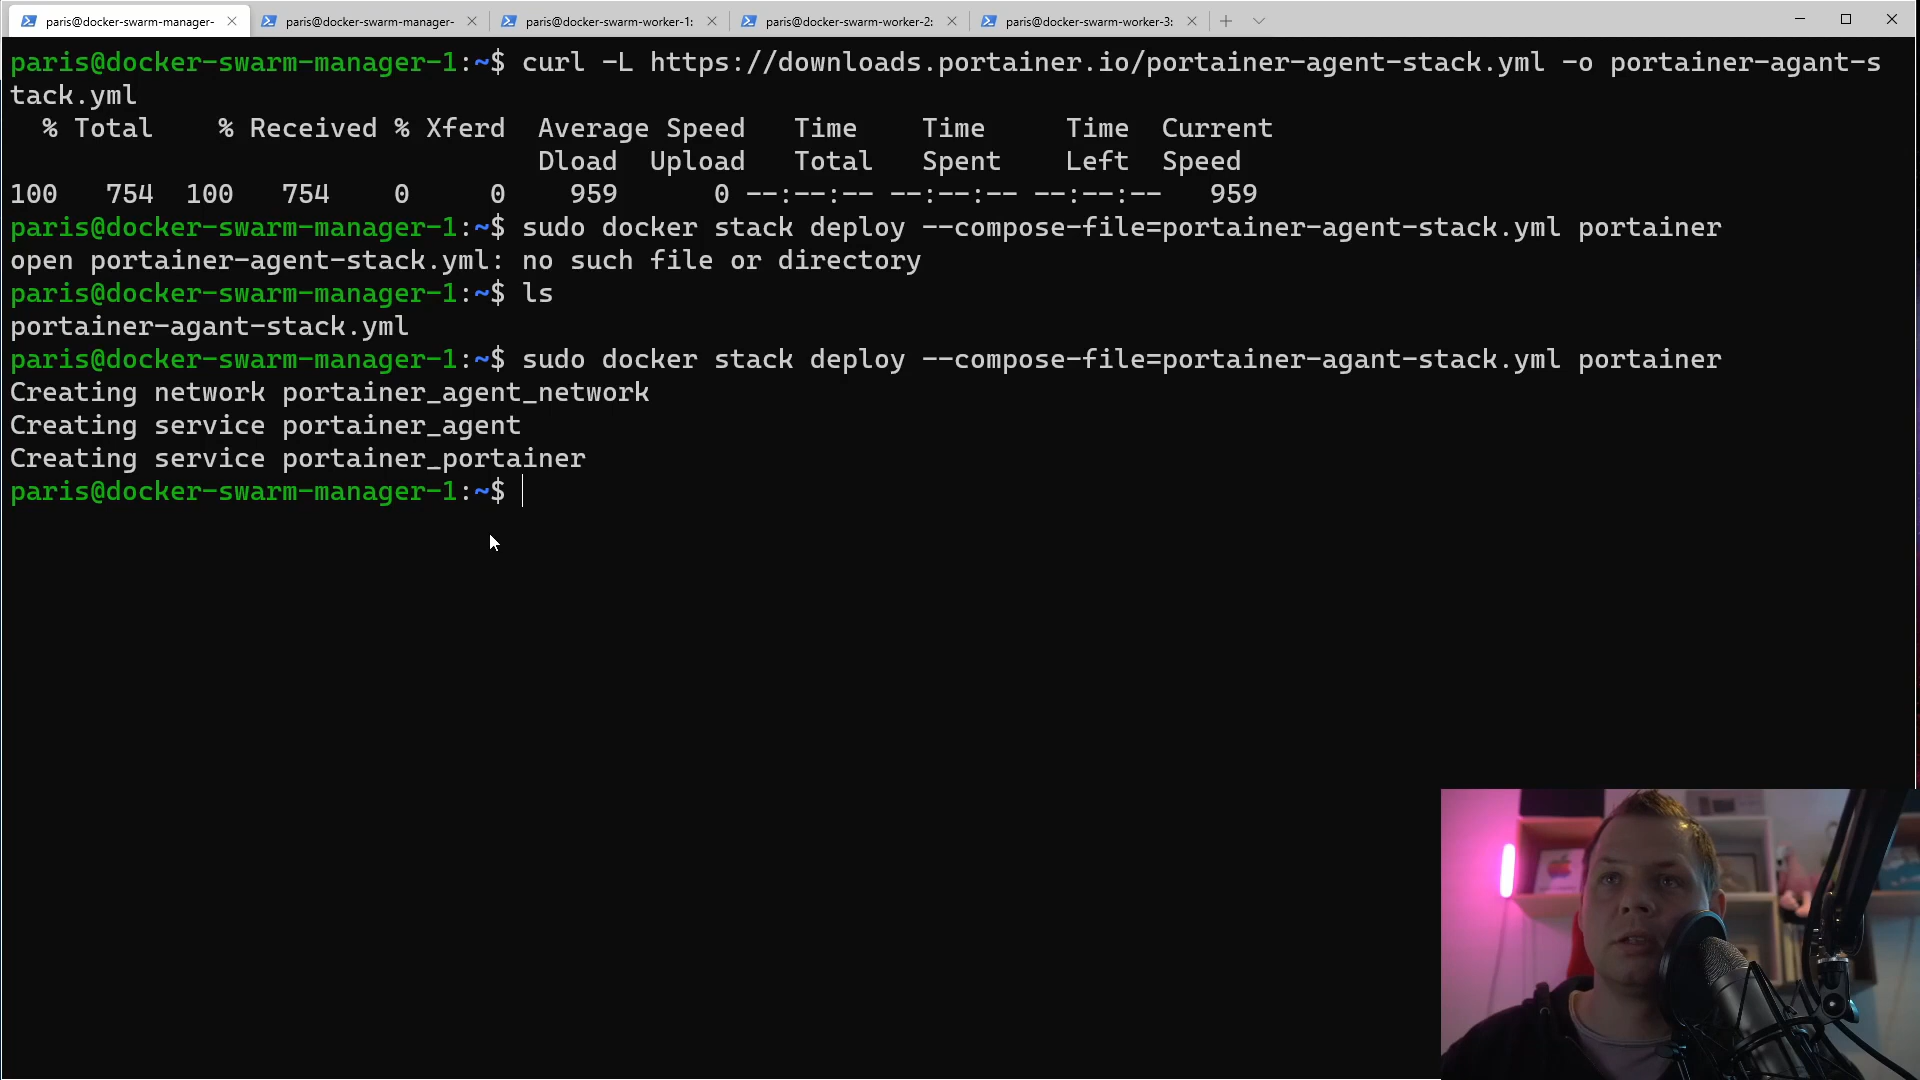 paris@docker-swarm-manager- paris@docker-swarm-manager- paris@docker-swarm-worker-1: paris@docker-swarm-worker-2: paris@docker-swarm-worker-3:
paris@docker-swarm-manager-1:~$ curl -L https://downloads.portainer.io/portainer-agent-stack.yml -o portainer-agant-s
tack.yml
% Total % Received % Xferd Average Speed Time Time Time Current
Dload Upload Total Spent Left Speed
100 754 100 754 0 0 959 0 --:--:-- --:--:-- --:--:-- 959
paris@docker-swarm-manager-1:~$ sudo docker stack deploy --compose-file=portainer-agent-stack.yml portainer
open portainer-agent-stack.yml: no such file or directory
paris@docker-swarm-manager-1:~$ ls
portainer-agant-stack.yml
paris@docker-swarm-manager-1:~$ sudo docker stack deploy --compose-file=portainer-agant-stack.yml portainer
Creating network portainer_agent_network
Creating service portainer_agent
Creating service portainer_portainer
paris@docker-swarm-manager-1:~$